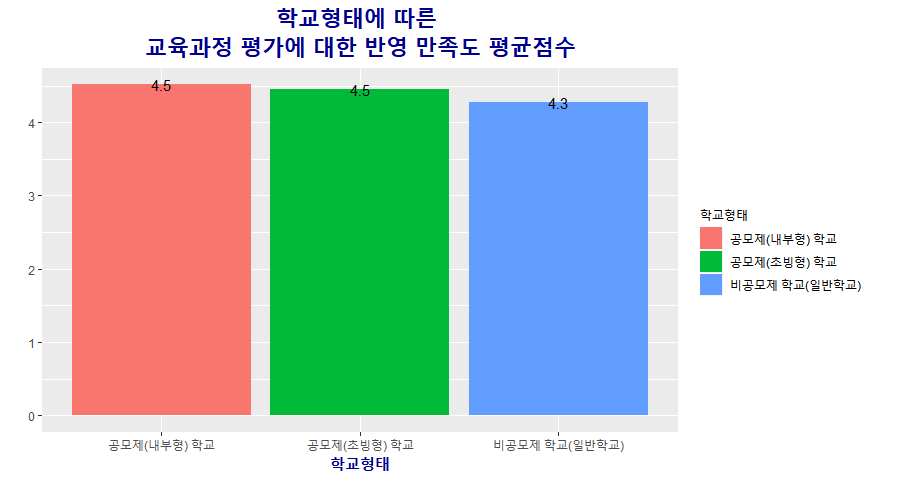 학교형태에 따른
교육과정 평가에 대한 반영 만족도 평균점수
4.5
4.5
4.3
4
3
2
1
0
공모제(내부형) 학교
공모제(초빙형) 학교
비공모제 학교(일반학교)
학교형태
학교형태
공모제(내부형) 학교
공모제(초빙형) 학교
비공모제 학교(일반학교)